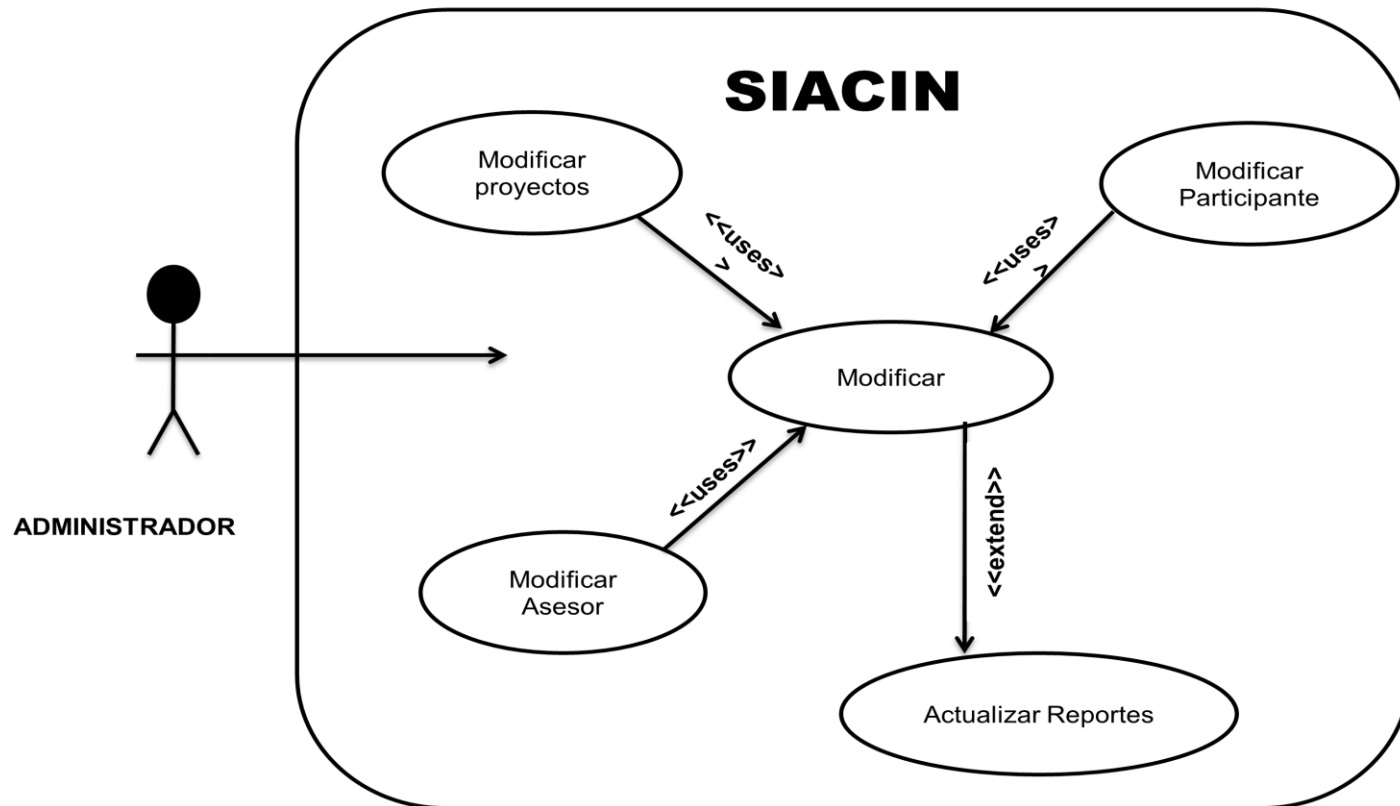 SIACIN
Modificar
proyectos
Modificar
Participante
<<uses>
>
<<uses>
>
Modificar
ADMINISTRADOR
<<uses>>
<<extend>>
Modificar
Asesor
Actualizar Reportes